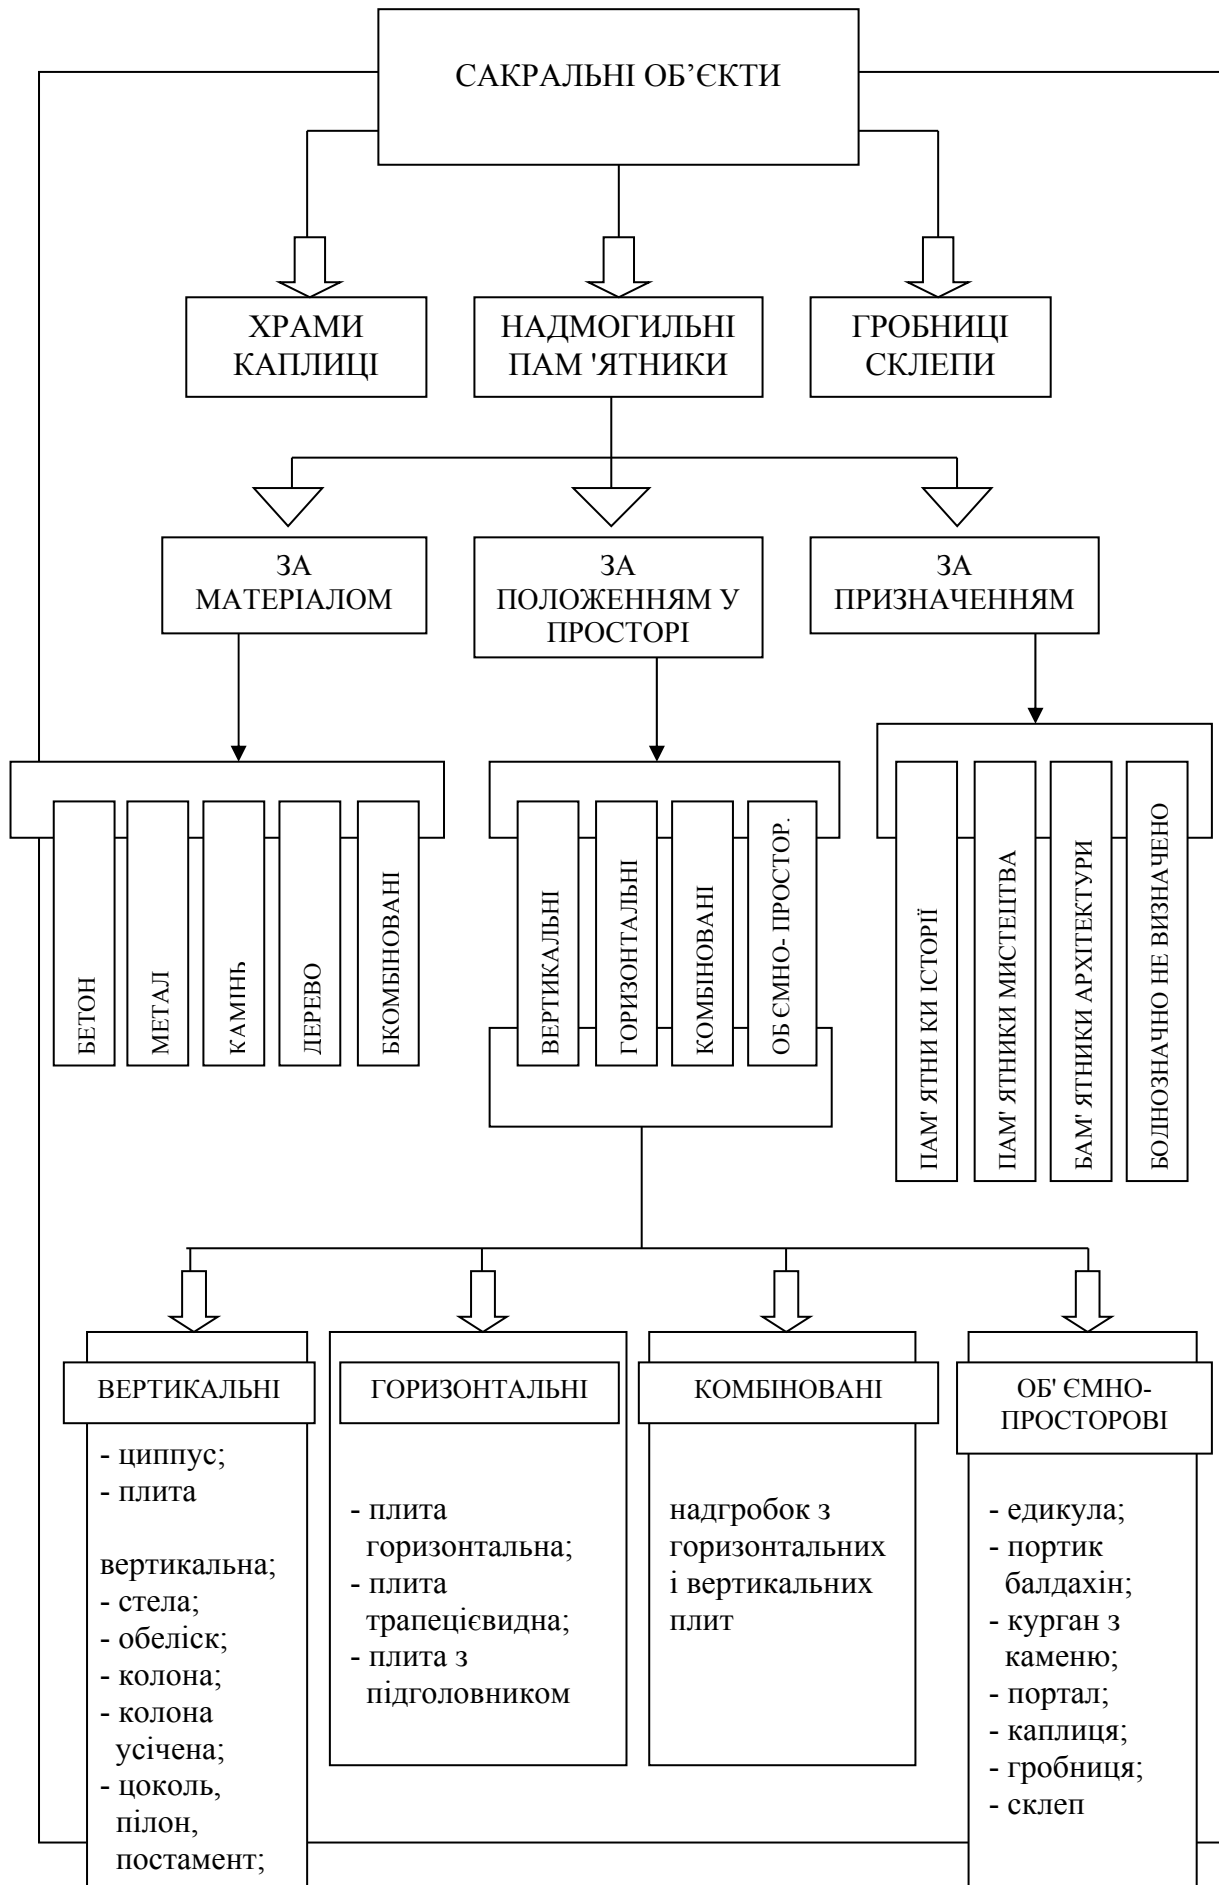 САКРАЛЬНІ ОБ’ЄКТИ
ХРАМИ
КАПЛИЦІ
НАДМОГИЛЬНІ
ПАМ 'ЯТНИКИ
ГРОБНИЦІ
СКЛЕПИ
ЗА
МАТЕРІАЛОМ
ЗА
ПОЛОЖЕННЯМ У
ПРОСТОРІ
ЗА
ПРИЗНАЧЕННЯМ
БЕТОН
МЕТАЛ
КАМІНЬ
ДЕРЕВО
БКОМБІНОВАНІ
ВЕРТИКАЛЬНІ
ГОРИЗОНТАЛЬНІ
КОМБІНОВАНІ
ОБ ЄМНО- ПРОСТОР.
ПАМ' ЯТНИ КИ ІСТОРІЇ
ПАМ' ЯТНИКИ МИСТЕЦТВА
БАМ' ЯТНИКИ АРХІТЕКТУРИ
БОДНОЗНАЧНО НЕ ВИЗНАЧЕНО
ВЕРТИКАЛЬНІ
- циппус;
- плита
вертикальна;
- стела;
- обеліск;
- колона;
- колона
усічена;
- цоколь,
пілон,
постамент;
ГОРИЗОНТАЛЬНІ
- плита
горизонтальна;
- плита
трапецієвидна;
- плита з
підголовником
КОМБІНОВАНІ
надгробок з
горизонтальних
і вертикальних
плит
ОБ' ЄМНО-
ПРОСТОРОВІ
- едикула;
- портик
балдахін;
- курган з
каменю;
- портал;
- каплиця;
- гробниця;
- склеп